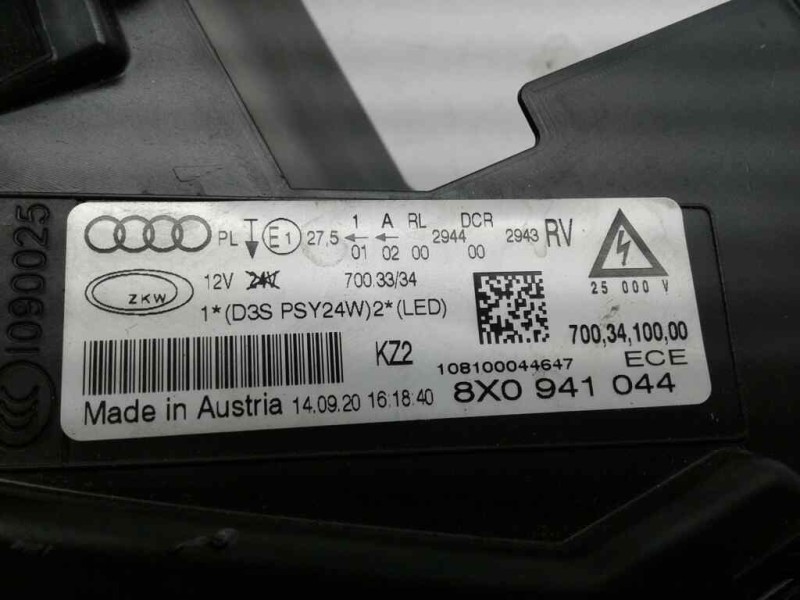 1 A RL DCR
PL E1 27,5 2944 2943 RV
01 02 00 00
ZKW 12V 24V 700.33/34
25 000 V
1*(D3S PSY24W)2*(LED)
700,34,100,00
KZ2
108100044647 ECE
Made in Austria 14.09.20 16:18:40 8X0 941 044
1090025
CCC